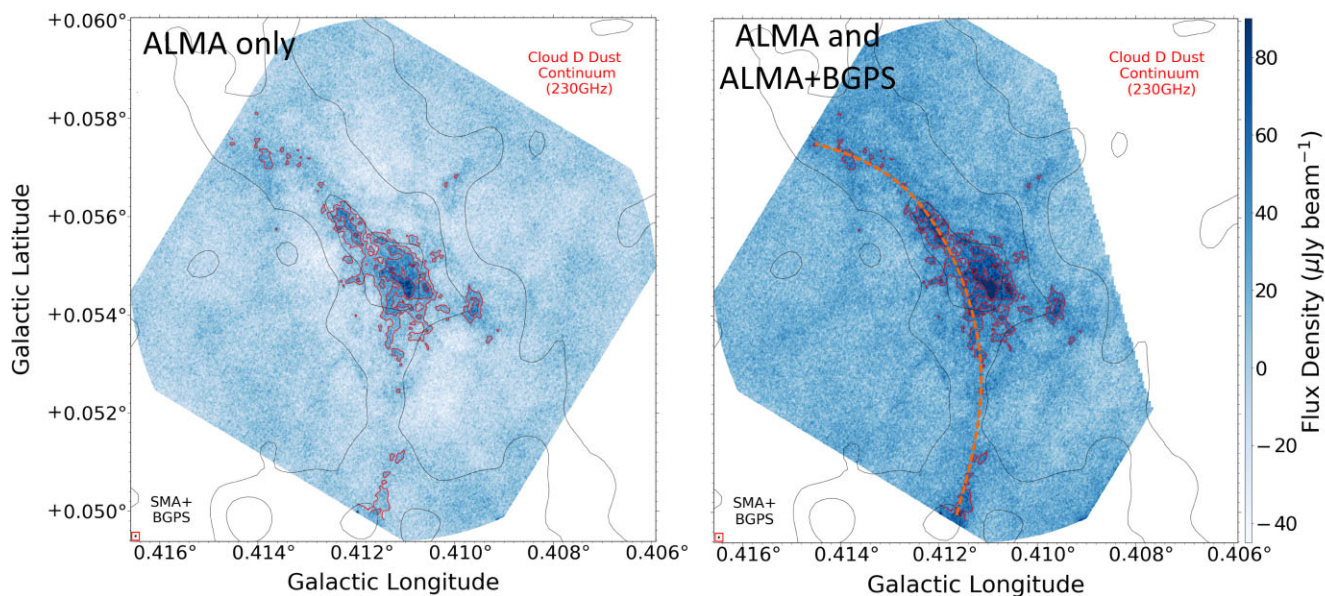 ALMA only
Cloud D Dust
Continuum
(230GHz)
+0.060°
+0.058°
+0.056°
+0.054°
+0.052°
+0.050°
Galactic Latitude
SMA+
BGPS
0.416°
0.414°
0.412°
0.410°
0.408°
0.406°
Galactic Longitude
ALMA and
ALMA+BGPS
Cloud D Dust
Continuum
(230GHz)
SMA+
BGPS
0.416°
0.414°
0.412°
0.410°
0.408°
0.406°
Galactic Longitude
80
60
40
20
0
−20
−40
Flux Density (μJy beam⁻¹)